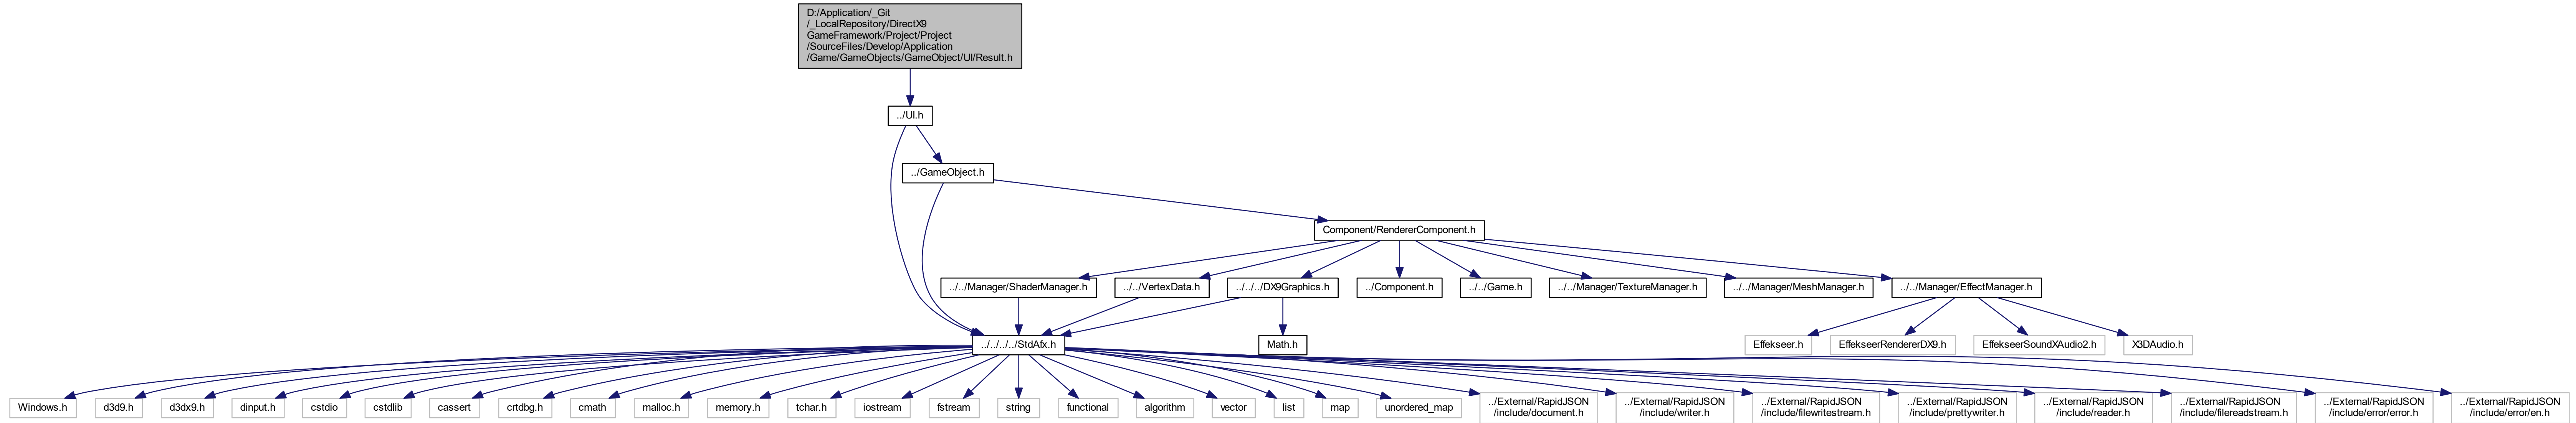 D:/Application/_Git
/_LocalRepository/DirectX9
GameFramework/Project/Project
/SourceFiles/Develop/Application
/Game/GameObjects/GameObject/UI/Result.h
../UI.h
../GameObject.h
Component/RendererComponent.h
../../Manager/ShaderManager.h
../../VertexData.h
../../../DX9Graphics.h
../Component.h
../../Game.h
../../Manager/TextureManager.h
../../Manager/MeshManager.h
../../Manager/EffectManager.h
../../../../StdAfx.h
Math.h
Effekseer.h
EffekseerRendererDX9.h
EffekseerSoundXAudio2.h
X3DAudio.h
Windows.h
d3d9.h
d3dx9.h
dinput.h
cstdio
cstdlib
cassert
crtdbg.h
cmath
malloc.h
memory.h
tchar.h
iostream
fstream
string
functional
algorithm
vector
list
map
unordered_map
../External/RapidJSON
/include/document.h
../External/RapidJSON
/include/writer.h
../External/RapidJSON
/include/filewritestream.h
../External/RapidJSON
/include/prettywriter.h
../External/RapidJSON
/include/reader.h
../External/RapidJSON
/include/filereadstream.h
../External/RapidJSON
/include/error/error.h
../External/RapidJSON
/include/error/en.h